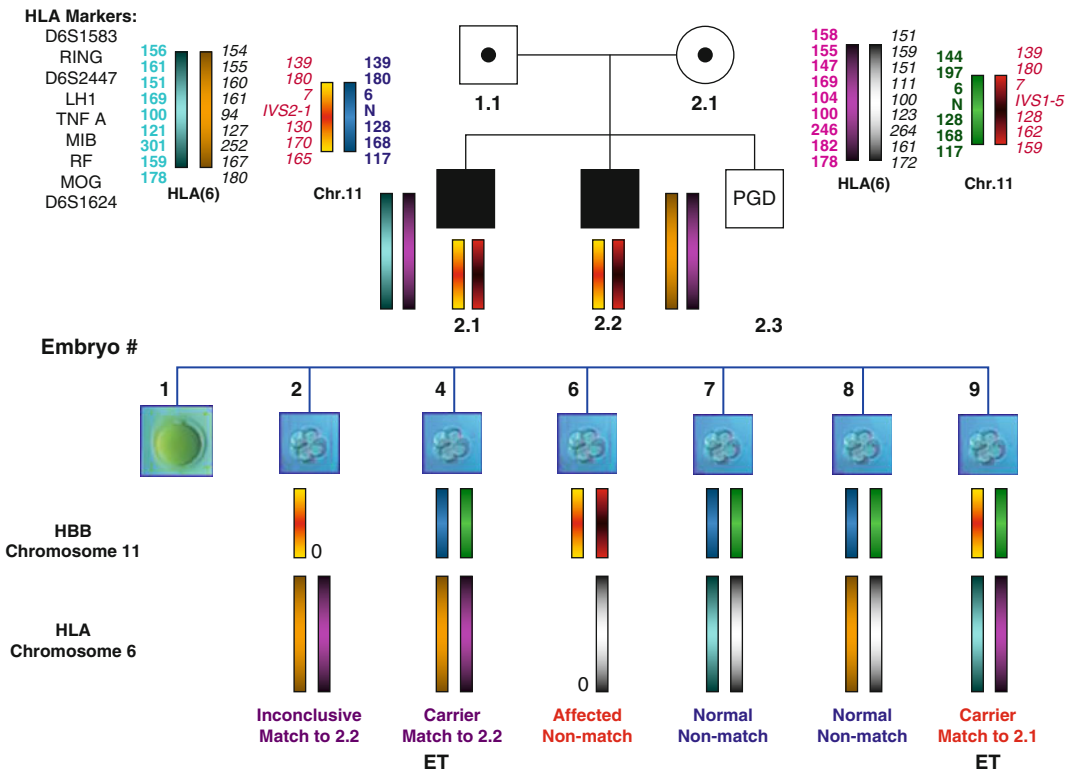 HLA Markers:
D6S1583
RING
D6S2447
LH1
TNF A
MIB
RF
MOG
D6S1624
156
161
151
169
100
121
301
159
178
154
155
160
161
94
127
252
167
180
HLA(6)
139
180
7
IVS2-1
130
170
165
139
180
6
N
128
168
117
Chr.11
1.1
2.1
158
155
147
169
104
100
246
182
178
151
159
151
111
100
123
264
161
172
HLA(6)
144
197
6
N
128
168
117
139
180
7
IVS1-5
128
162
159
Chr.11
PGD
2.1
2.2
2.3
Embryo #
1
2
4
6
7
8
9
HBB
Chromosome 11
0
HLA
Chromosome 6
0
Inconclusive
Match to 2.2
Carrier
Match to 2.2
ET
Affected
Non-match
Normal
Non-match
Normal
Non-match
Carrier
Match to 2.1
ET